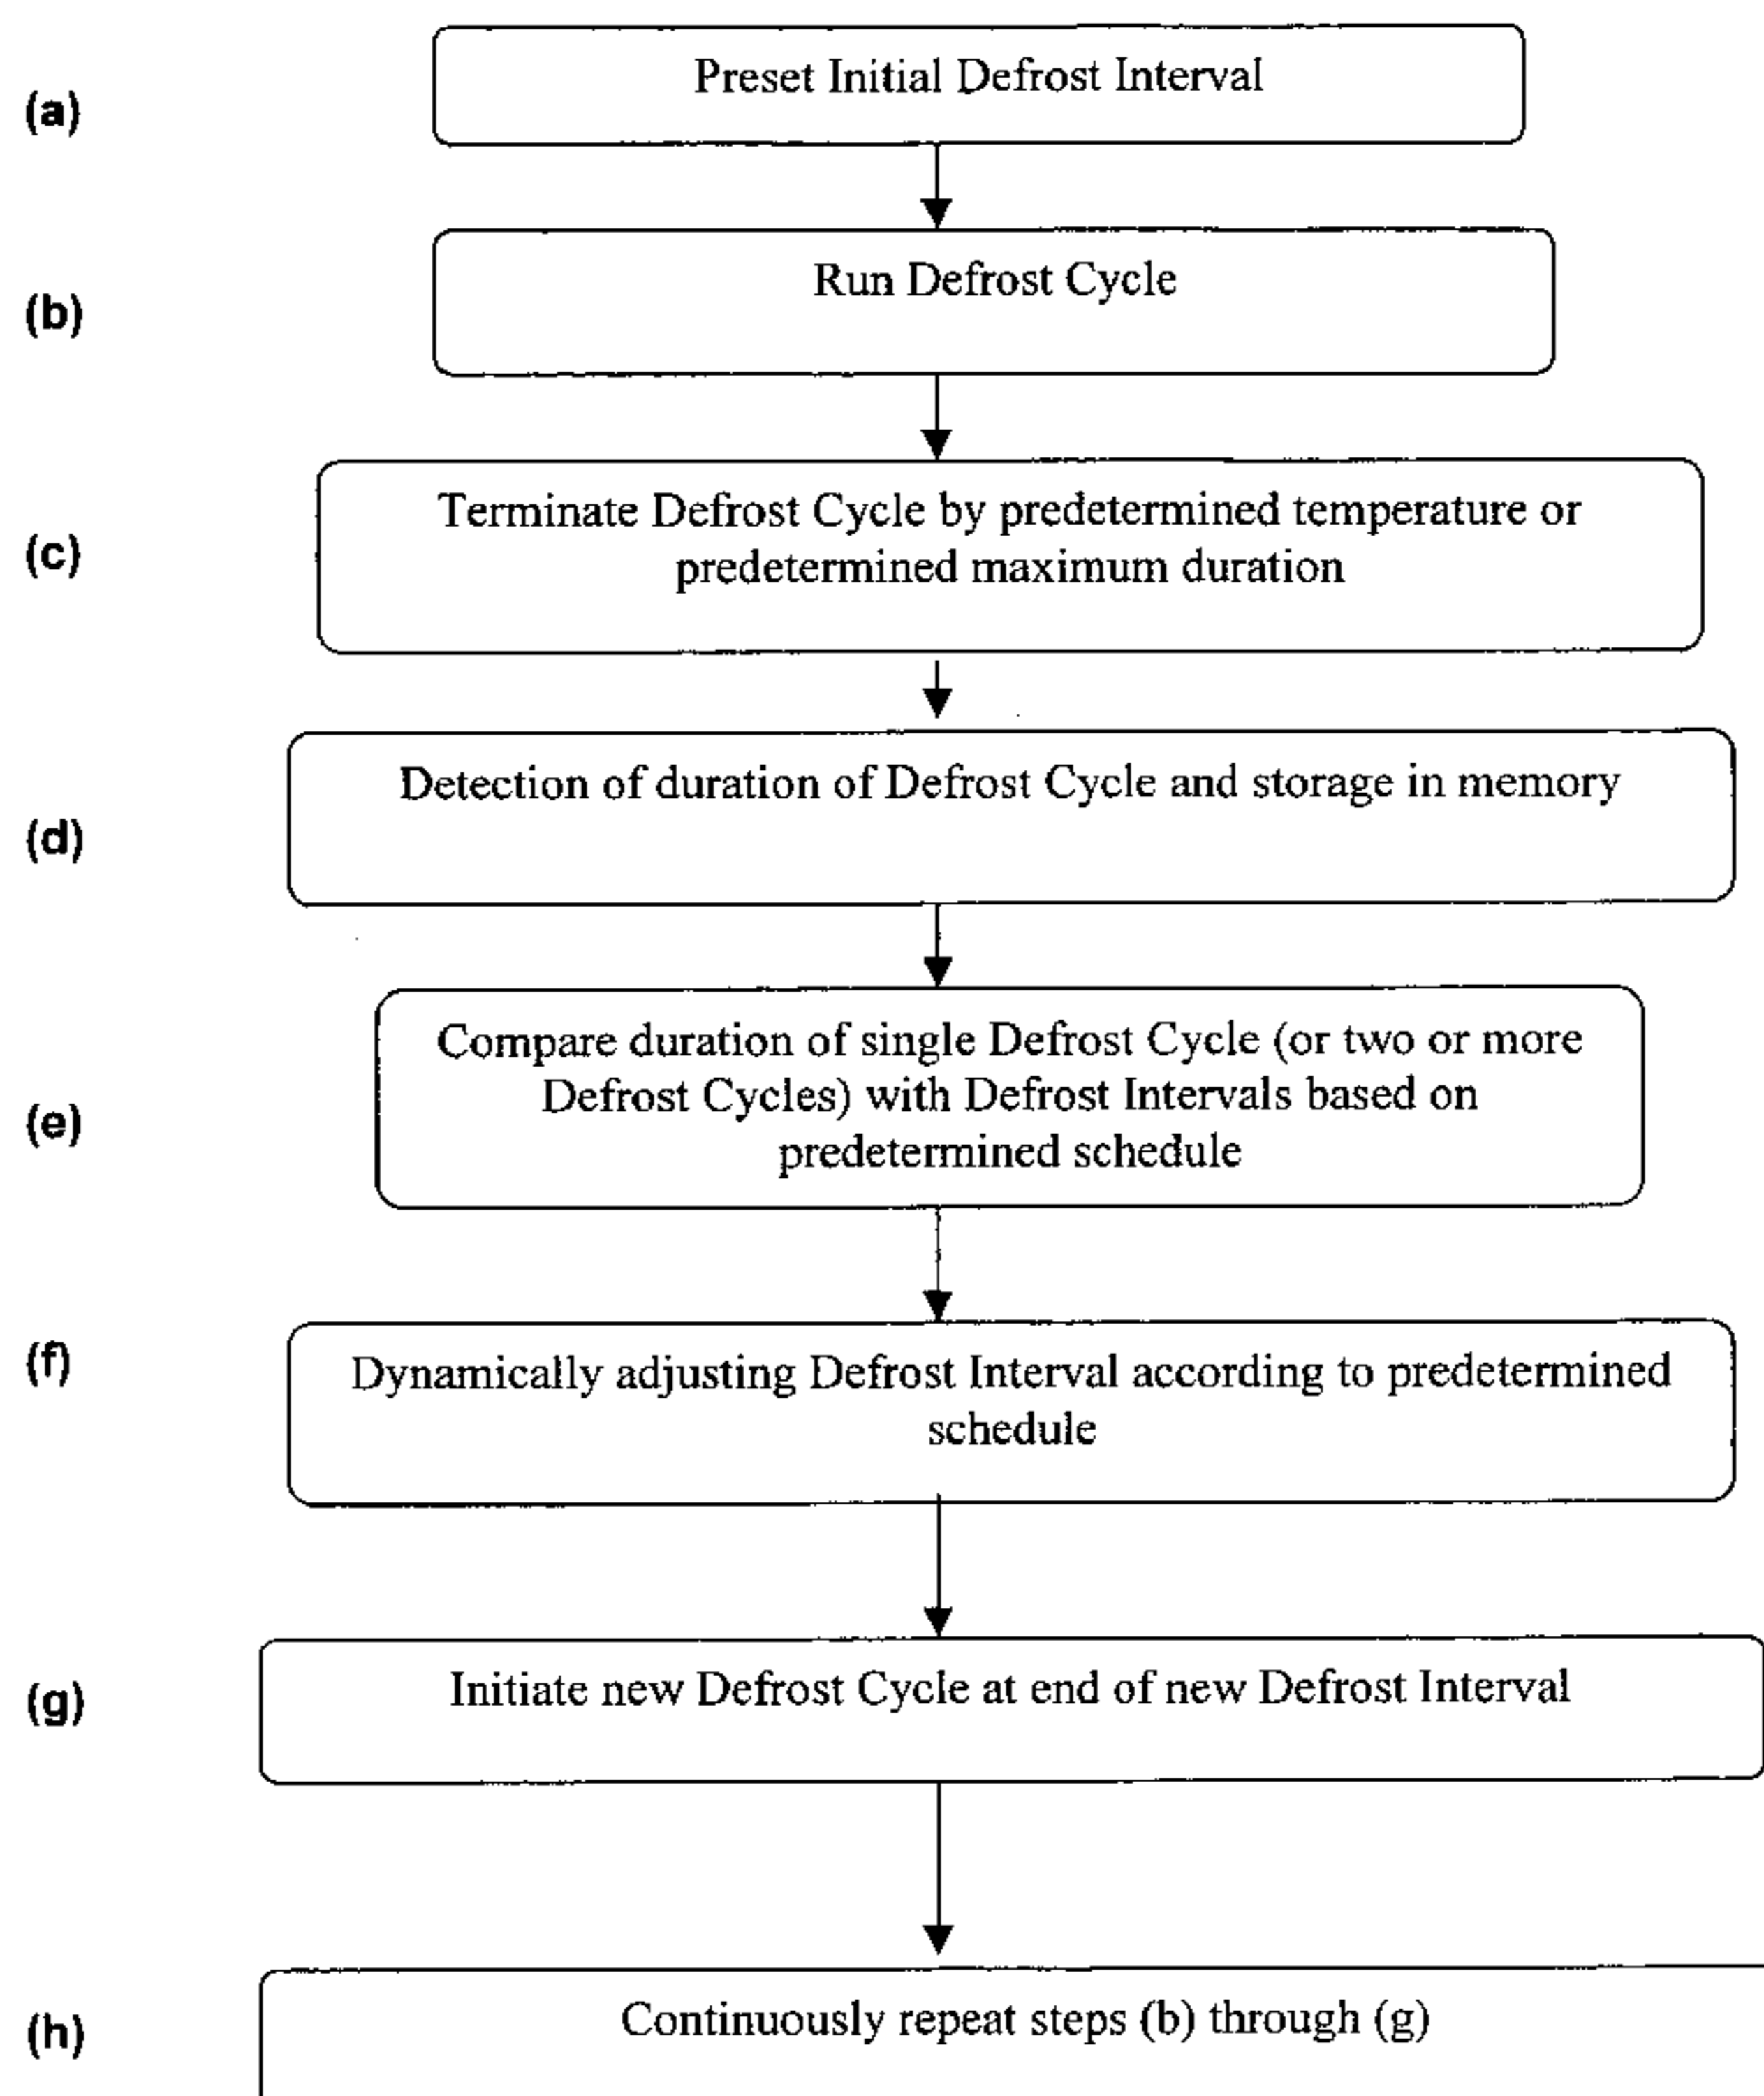 (a)
Preset Initial Defrost Interval
(b)
Run Defrost Cycle
(c)
Terminate Defrost Cycle by predetermined temperature or
predetermined maximum duration
(d)
Detection of duration of Defrost Cycle and storage in memory
(e)
Compare duration of single Defrost Cycle (or two or more
Defrost Cycles) with Defrost Intervals based on
predetermined schedule
(f)
Dynamically adjusting Defrost Interval according to predetermined
schedule
(g)
Initiate new Defrost Cycle at end of new Defrost Interval
(h)
Continuously repeat steps (b) through (g)